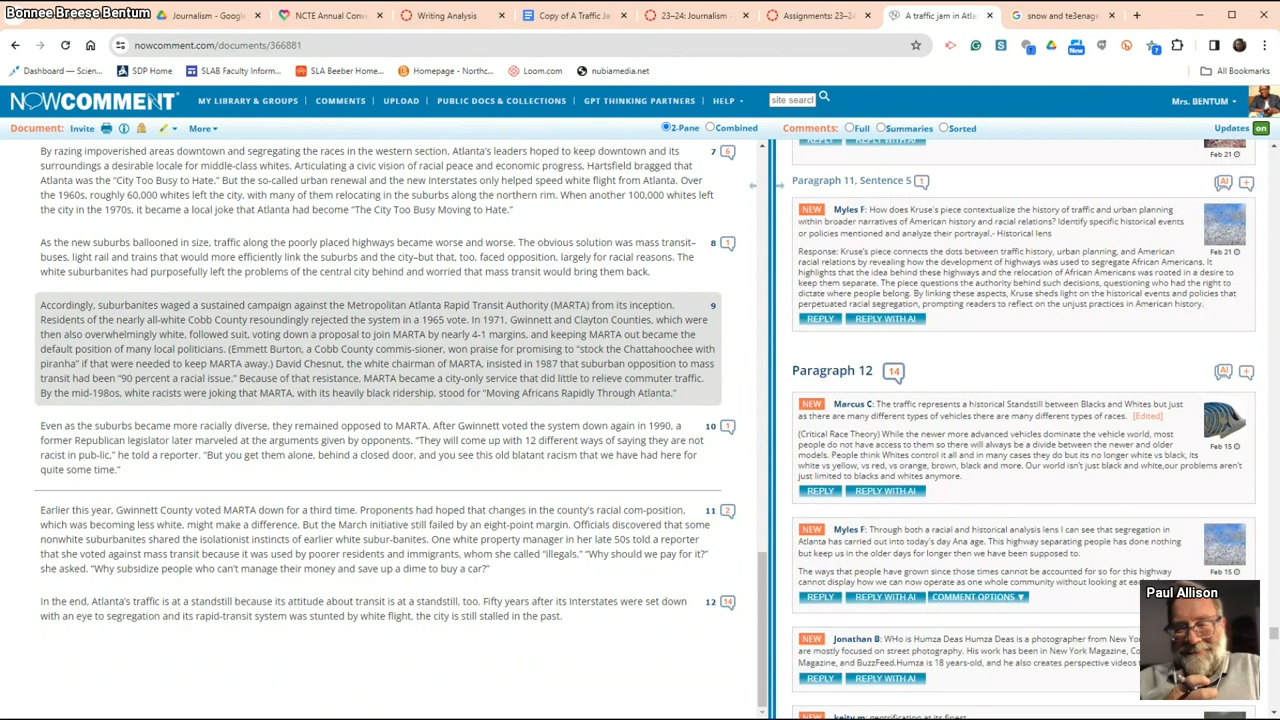 Bonnee Breese Bentum
Journalism - Google
NCTE Annual Conve
Writing Analysis
Copy of A Traffic Ja
23–24: Journalism -
Assignments: 23–24
A traffic jam in Atla
snow and te3enage
nowcomment.com/documents/366881
Dashboard — Scien...
SDP Home
SLAB Faculty Inform...
SLA Beeber Home...
Homepage - Northc...
Loom.com
nubiamedia.net
All Bookmarks
NOWCOMMENT
MY LIBRARY & GROUPS
COMMENTS
UPLOAD
PUBLIC DOCS & COLLECTIONS
GPT THINKING PARTNERS
HELP
site search
Mrs. BENTUM
Document: Invite
More
2-Pane Combined
Comments: Full Summaries Sorted
Updates on
By razing impoverished areas downtown and segregating the races in the western section, Atlanta's leaders hoped to keep downtown and its 7 6
surroundings a desirable locale for middle-class whites. Articulating a civic vision of racial peace and economic progress, Hartsfield bragged that
Atlanta was the "City Too Busy to Hate." But the so-called urban renewal and the new Interstates only helped speed white flight from Atlanta. Over
the 1960s, roughly 60,000 whites left the city, with many of them relocating in the suburbs along the northern rim. When another 100,000 whites left
the city in the 1970s, it became a local joke that Atlanta had become "The City Too Busy Moving to Hate."
As the new suburbs ballooned in size, traffic along the poorly placed highways became worse and worse. The obvious solution was mass transit– 8 1
buses, light rail and trains that would more efficiently link the suburbs and the city–but that, too, faced opposition, largely for racial reasons. The
white suburbanites had purposefully left the problems of the central city behind and worried that mass transit would bring them back.
Accordingly, suburbanites waged a sustained campaign against the Metropolitan Atlanta Rapid Transit Authority (MARTA) from its inception. 9
Residents of the nearly all-white Cobb County resoundingly rejected the system in a 1965 vote. In 1971, Gwinnett and Clayton Counties, which were
then also overwhelmingly white, followed suit, voting down a proposal to join MARTA by nearly 4-1 margins, and keeping MARTA out became the
default position of many local politicians. (Emmett Burton, a Cobb County commis-sioner, won praise for promising to "stock the Chattahoochee with
piranha" if that were needed to keep MARTA away.) David Chesnut, the white chairman of MARTA, insisted in 1987 that suburban opposition to mass
transit had been "90 percent a racial issue." Because of that resistance, MARTA became a city-only service that did little to relieve commuter traffic.
By the mid-1980s, white racists were joking that MARTA, with its heavily black ridership, stood for "Moving Africans Rapidly Through Atlanta."
Even as the suburbs became more racially diverse, they remained opposed to MARTA. After Gwinnett voted the system down again in 1990, a 10 1
former Republican legislator later marveled at the arguments given by opponents. "They will come up with 12 different ways of saying they are not
racist in pub-lic," he told a reporter. "But you get them alone, behind a closed door, and you see this old blatant racism that we have had here for
quite some time."
Earlier this year, Gwinnett County voted MARTA down for a third time. Proponents had hoped that changes in the county's racial com-position, 11 2
which was becoming less white, might make a difference. But the March initiative still failed by an eight-point margin. Officials discovered that some
nonwhite suburbanites shared the isolationist instincts of earlier white subur-banites. One white property manager in her late 50s told a reporter
that she voted against mass transit because it was used by poorer residents and immigrants, whom she called "illegals." "Why should we pay for it?"
she asked. "Why subsidize people who can't manage their money and save up a dime to buy a car?"
In the end, Atlanta's traffic is at a standstill because its attitude about transit is at a standstill, too. Fifty years after its Interstates were set down 12 14
with an eye to segregation and its rapid-transit system was stunted by white flight, the city is still stalled in the past.
REPLY REPLY WITH AI
Feb 21
Paragraph 11, Sentence 5 1
AI +
NEW Myles F: How does Kruse's piece contextualize the history of traffic and urban planning
within broader narratives of American history and racial relations? Identify specific historical events
or policies mentioned and analyze their portrayal.- Historical lens
Feb 21
Response: Kruse's piece connects the dots between traffic history, urban planning, and American
racial relations by revealing how the development of highways was used to segregate African Americans. It
highlights that the idea behind these highways and the relocation of African Americans was rooted in a desire to
keep them separate. The piece questions the authority behind such decisions, questioning who had the right to
dictate where people belong. By linking these aspects, Kruse sheds light on the historical events and policies that
perpetuated racial segregation, prompting readers to reflect on the unjust practices in American history.
REPLY REPLY WITH AI
Paragraph 12 14
AI +
NEW Marcus C: The traffic represents a historical Standstill between Blacks and Whites but just
as there are many different types of vehicles there are many different types of races. [Edited]
Feb 15
(Critical Race Theory) While the newer more advanced vehicles dominate the vehicle world, most
people do not have access to them so there will always be a divide between the newer and older
models. People think Whites control it all and in many cases they do but its no longer white vs black, its
white vs yellow, vs red, vs orange, brown, black and more. Our world isn't just black and white,our problems aren't
just limited to blacks and whites anymore.
REPLY REPLY WITH AI
NEW Myles F: Through both a racial and historical analysis lens I can see that segregation in
Atlanta has carried out into today's day Ana age. This highway separating people has done nothing
but keep us in the older days for longer then we have been supposed to.
Feb 15
The ways that people have grown since those times cannot be accounted for so for this highway
cannot display how we can now operate as one whole community without looking at each
REPLY REPLY WITH AI COMMENT OPTIONS
NEW Jonathan B: WHo is Humza Deas Humza Deas is a photographer from New Yor
are mostly focused on street photography. His work has been in New York Magazine, Co
Magazine, and BuzzFeed.Humza is 18 years-old, and he also creates perspective videos
REPLY REPLY WITH AI
NEW keity m: gentrification at its finest
Paul Allison